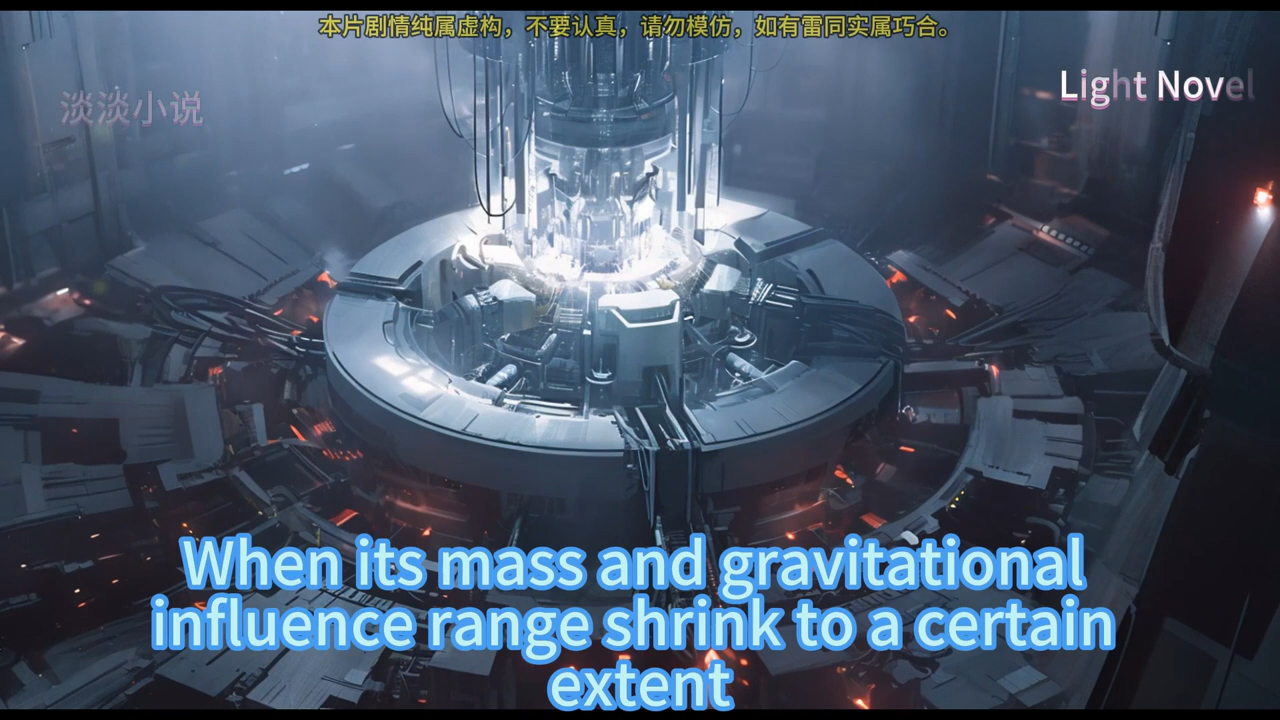 本片剧情纯属虚构，不要认真，请勿模仿，如有雷同实属巧合。
淡淡小说
Light Novel
When its mass and gravitational
influence range shrink to a certain
extent